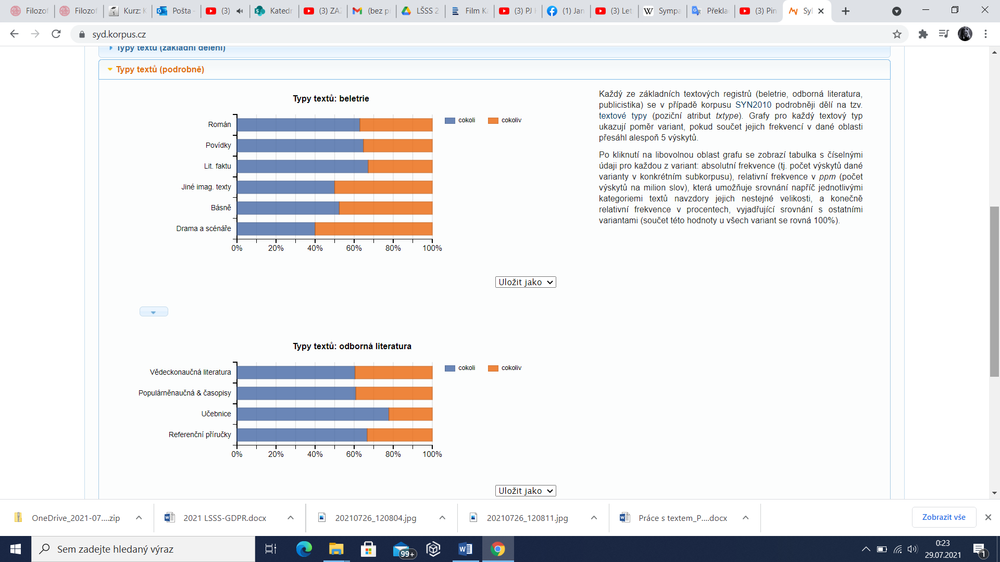 Filozof
Filozof
Kurz: K
Pošta -
(3)
Katedr
(3) ZAZ
(bez p
LŠSS 2
Film Ka
(3) PJ H
(1) Jan
(3) Let
Sympa
Překla
(3) Pin
SyD
syd.korpus.cz
Typy textů (základní dělení)
Typy textů (podrobně)
Typy textů: beletrie
cokoli cokoliv
Román
Povídky
Lit. faktu
Jiné imag. texty
Básně
Drama a scénáře
0% 20% 40% 60% 80% 100%
Každý ze základních textových registrů (beletrie, odborná literatura,
publicistika) se v případě korpusu SYN2010 podrobněji dělí na tzv.
textové typy (poziční atribut txtype). Grafy pro každý textový typ
ukazují poměr variant, pokud součet jejich frekvencí v dané oblasti
přesáhl alespoň 5 výskytů.
Po kliknutí na libovolnou oblast grafu se zobrazí tabulka s číselnými
údaji pro každou z variant: absolutní frekvence (tj. počet výskytů dané
varianty v konkrétním subkorpusu), relativní frekvence v ppm (počet
výskytů na milion slov), která umožňuje srovnání napříč jednotlivými
kategoriemi textů navzdory jejich nestejné velikosti, a konečně
relativní frekvence v procentech, vyjadřující srovnání s ostatními
variantami (součet této hodnoty u všech variant se rovná 100%).
Uložit jako
Typy textů: odborná literatura
cokoli cokoliv
Vědeckonaučná literatura
Populárněnaučná & časopisy
Učebnice
Referenční příručky
0% 20% 40% 60% 80% 100%
Uložit jako
OneDrive_2021-07....zip
2021 LSSS-GDPR.docx
20210726_120804.jpg
20210726_120811.jpg
Práce s textem_P....docx
Zobrazit vše
Sem zadejte hledaný výraz
99+
0:23
29.07.2021
1